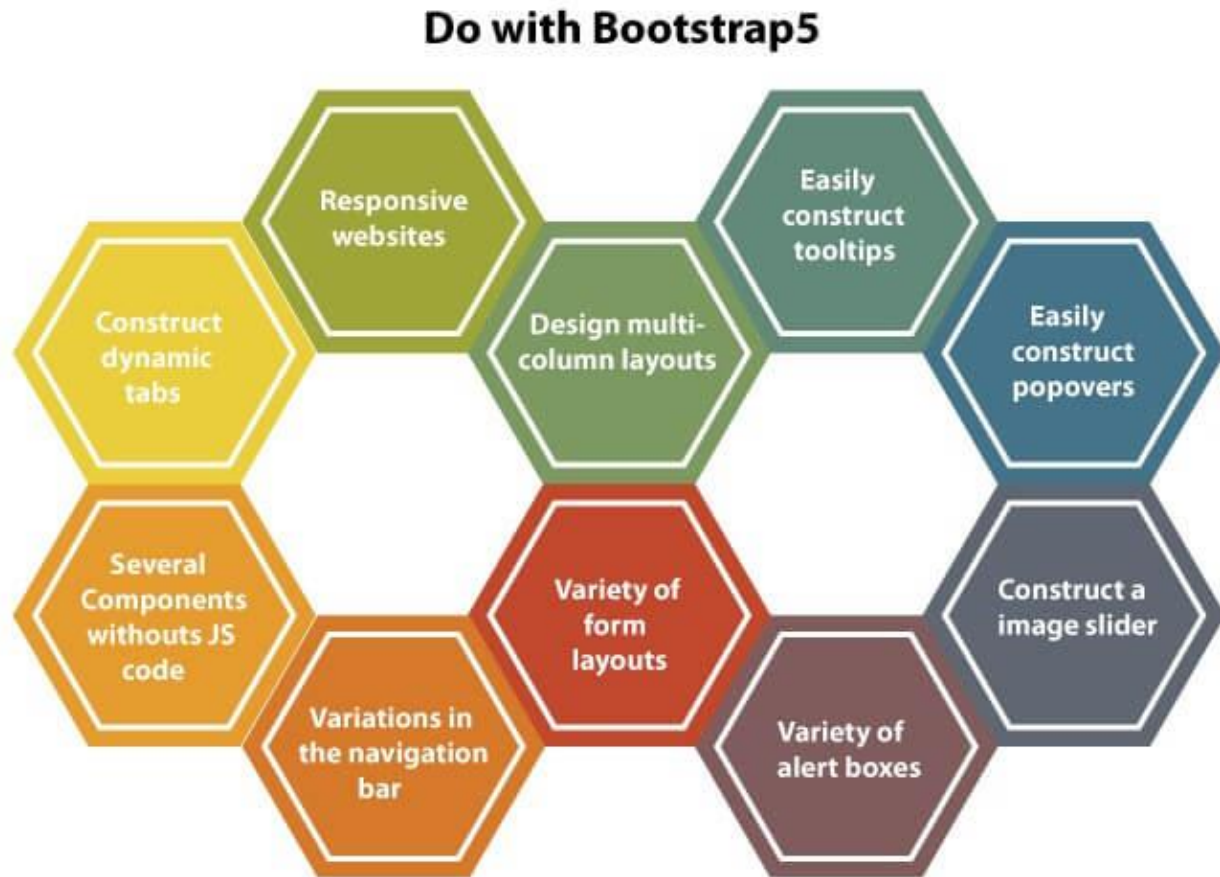 Do with Bootstrap5
Responsive
websites
Easily
construct
tooltips
Construct
dynamic
tabs
Design multi-
column layouts
Easily
construct
popovers
Several
Components
withouts JS
code
Variety of
form
layouts
Construct a
image slider
Variations in
the navigation
bar
Variety of
alert boxes